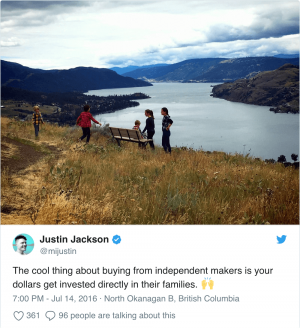 Justin Jackson
@mijustin
The cool thing about buying from independent makers is your
dollars get invested directly in their families. 🙌
7:00 PM - Jul 14, 2016 · North Okanagan B, British Columbia
361 96 people are talking about this